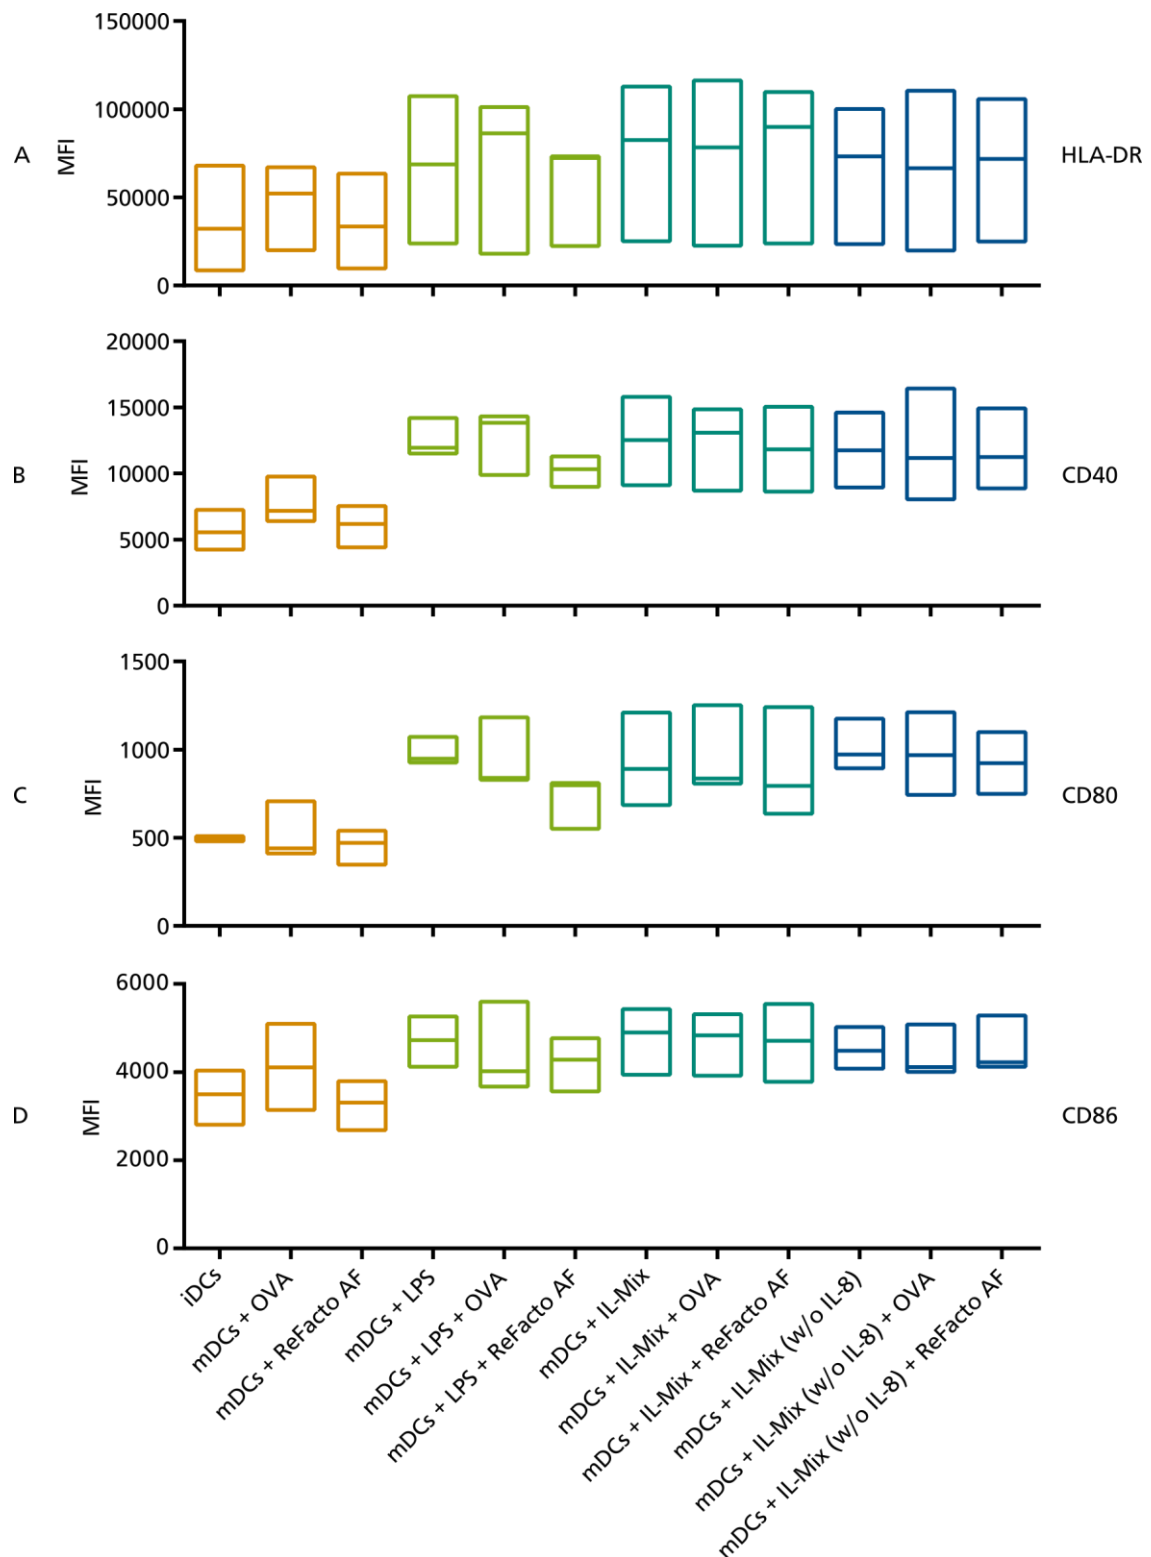 A
MFI
150000
100000
50000
0
HLA-DR
B
MFI
20000
15000
10000
5000
0
CD40
C
MFI
1500
1000
500
0
CD80
D
MFI
6000
4000
2000
0
CD86
iDCs
mDCs + OVA
mDCs + ReFacto AF
mDCs + LPS
mDCs + LPS + OVA
mDCs + LPS + ReFacto AF
mDCs + IL-Mix
mDCs + IL-Mix + OVA
mDCs + IL-Mix + ReFacto AF
mDCs + IL-Mix (w/o IL-8)
mDCs + IL-Mix (w/o IL-8) + OVA
mDCs + IL-Mix (w/o IL-8) + ReFacto AF